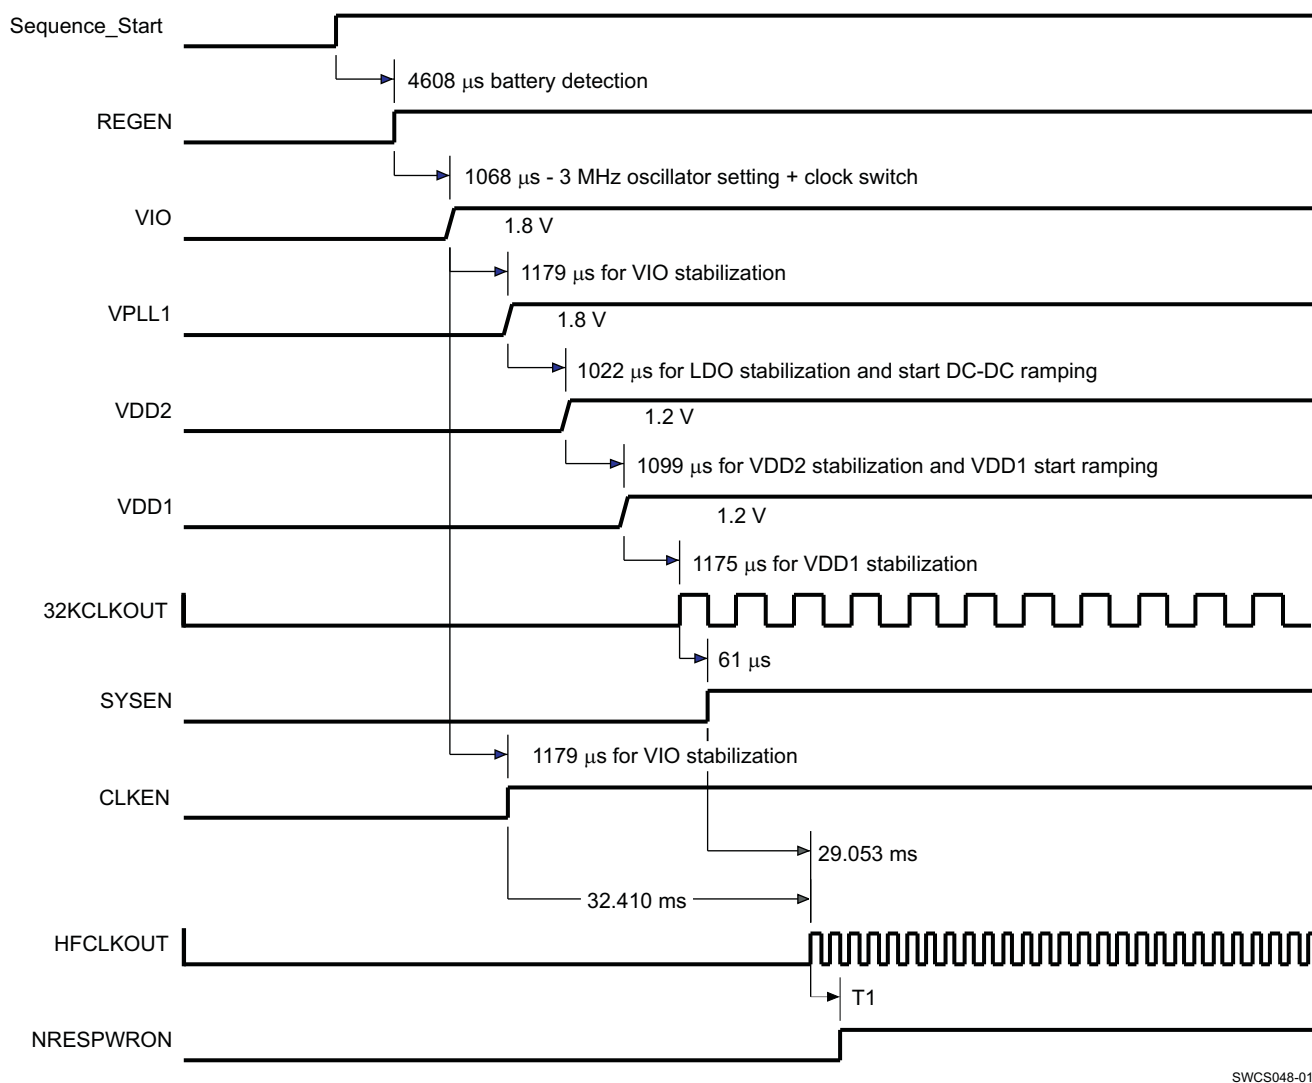 Sequence_Start
4608 μs battery detection
REGEN
1068 μs - 3 MHz oscillator setting + clock switch
VIO
1.8 V
1179 μs for VIO stabilization
VPLL1
1.8 V
1022 μs for LDO stabilization and start DC-DC ramping
VDD2
1.2 V
1099 μs for VDD2 stabilization and VDD1 start ramping
VDD1
1.2 V
1175 μs for VDD1 stabilization
32KCLKOUT
61 μs
SYSEN
1179 μs for VIO stabilization
CLKEN
29.053 ms
32.410 ms
HFCLKOUT
T1
NRESPWRON
SWCS048-01